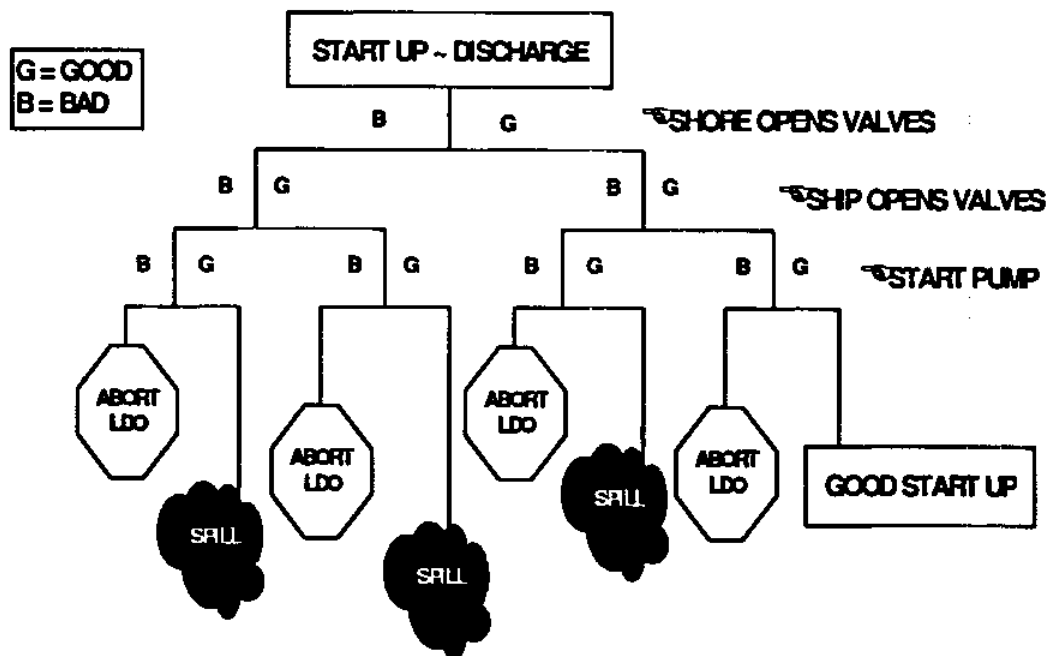 START UP ~ DISCHARGE
G = GOOD
B = BAD
B G SHORE OPENS VALVES
B G B G SHIP OPENS VALVES
B G B G B G B G START PUMP
ABORT
LDO
ABORT
LDO
ABORT
LDO
ABORT
LDO
GOOD START UP
SPILL
SPILL
SPILL